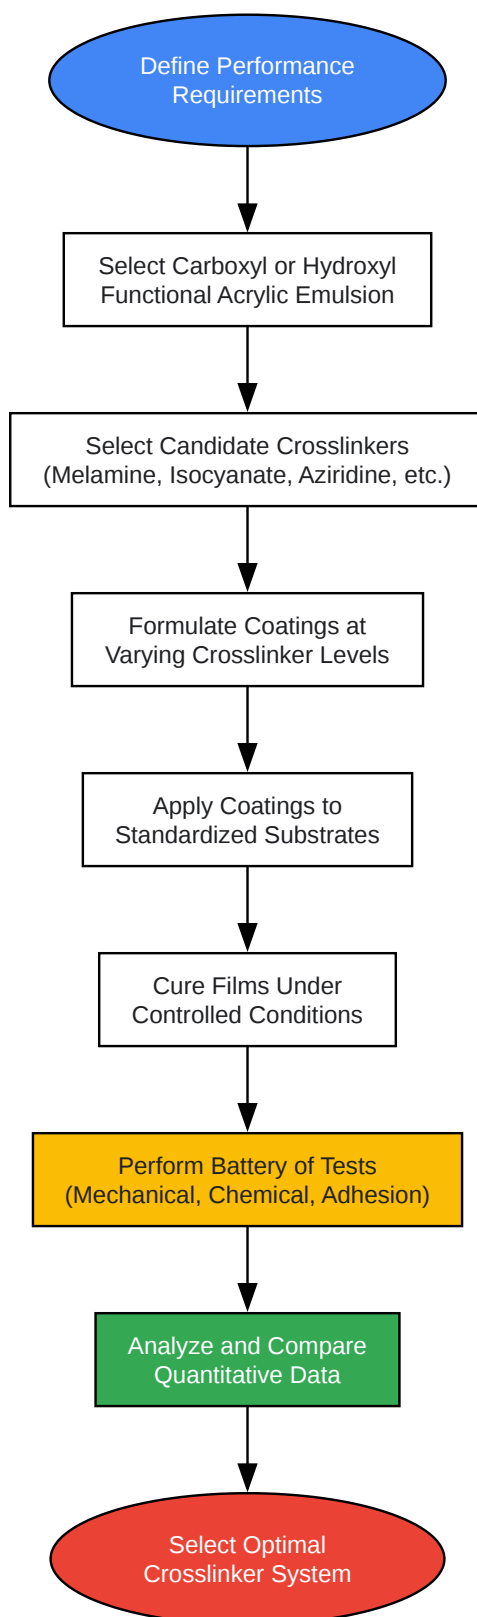 Define Performance
Requirements
Select Carboxyl or Hydroxyl
Functional Acrylic Emulsion
Select Candidate Crosslinkers
(Melamine, Isocyanate, Aziridine, etc.)
Formulate Coatings at
Varying Crosslinker Levels
Apply Coatings to
Standardized Substrates
Cure Films Under
Controlled Conditions
Perform Battery of Tests
(Mechanical, Chemical, Adhesion)
Analyze and Compare
Quantitative Data
Select Optimal
Crosslinker System